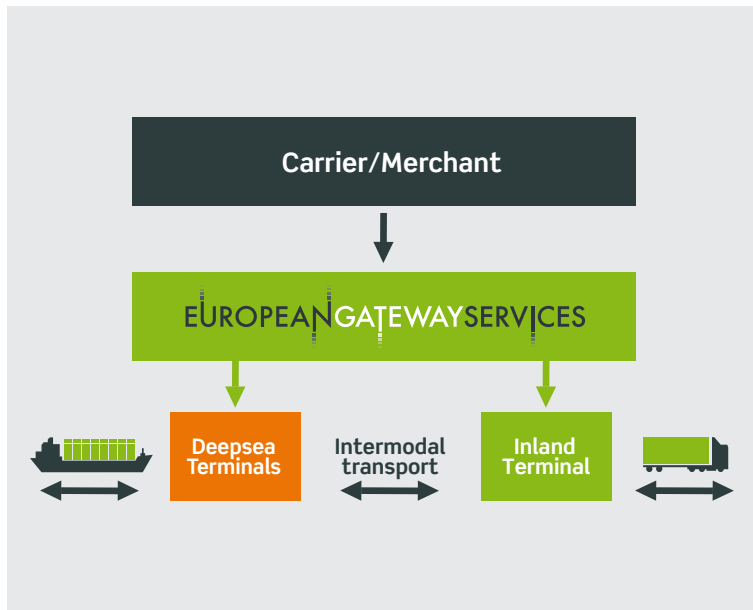 Carrier/Merchant
EUROPEANGATEWAYSERVICES
Deepsea
Terminals
Intermodal
transport
Inland
Terminal